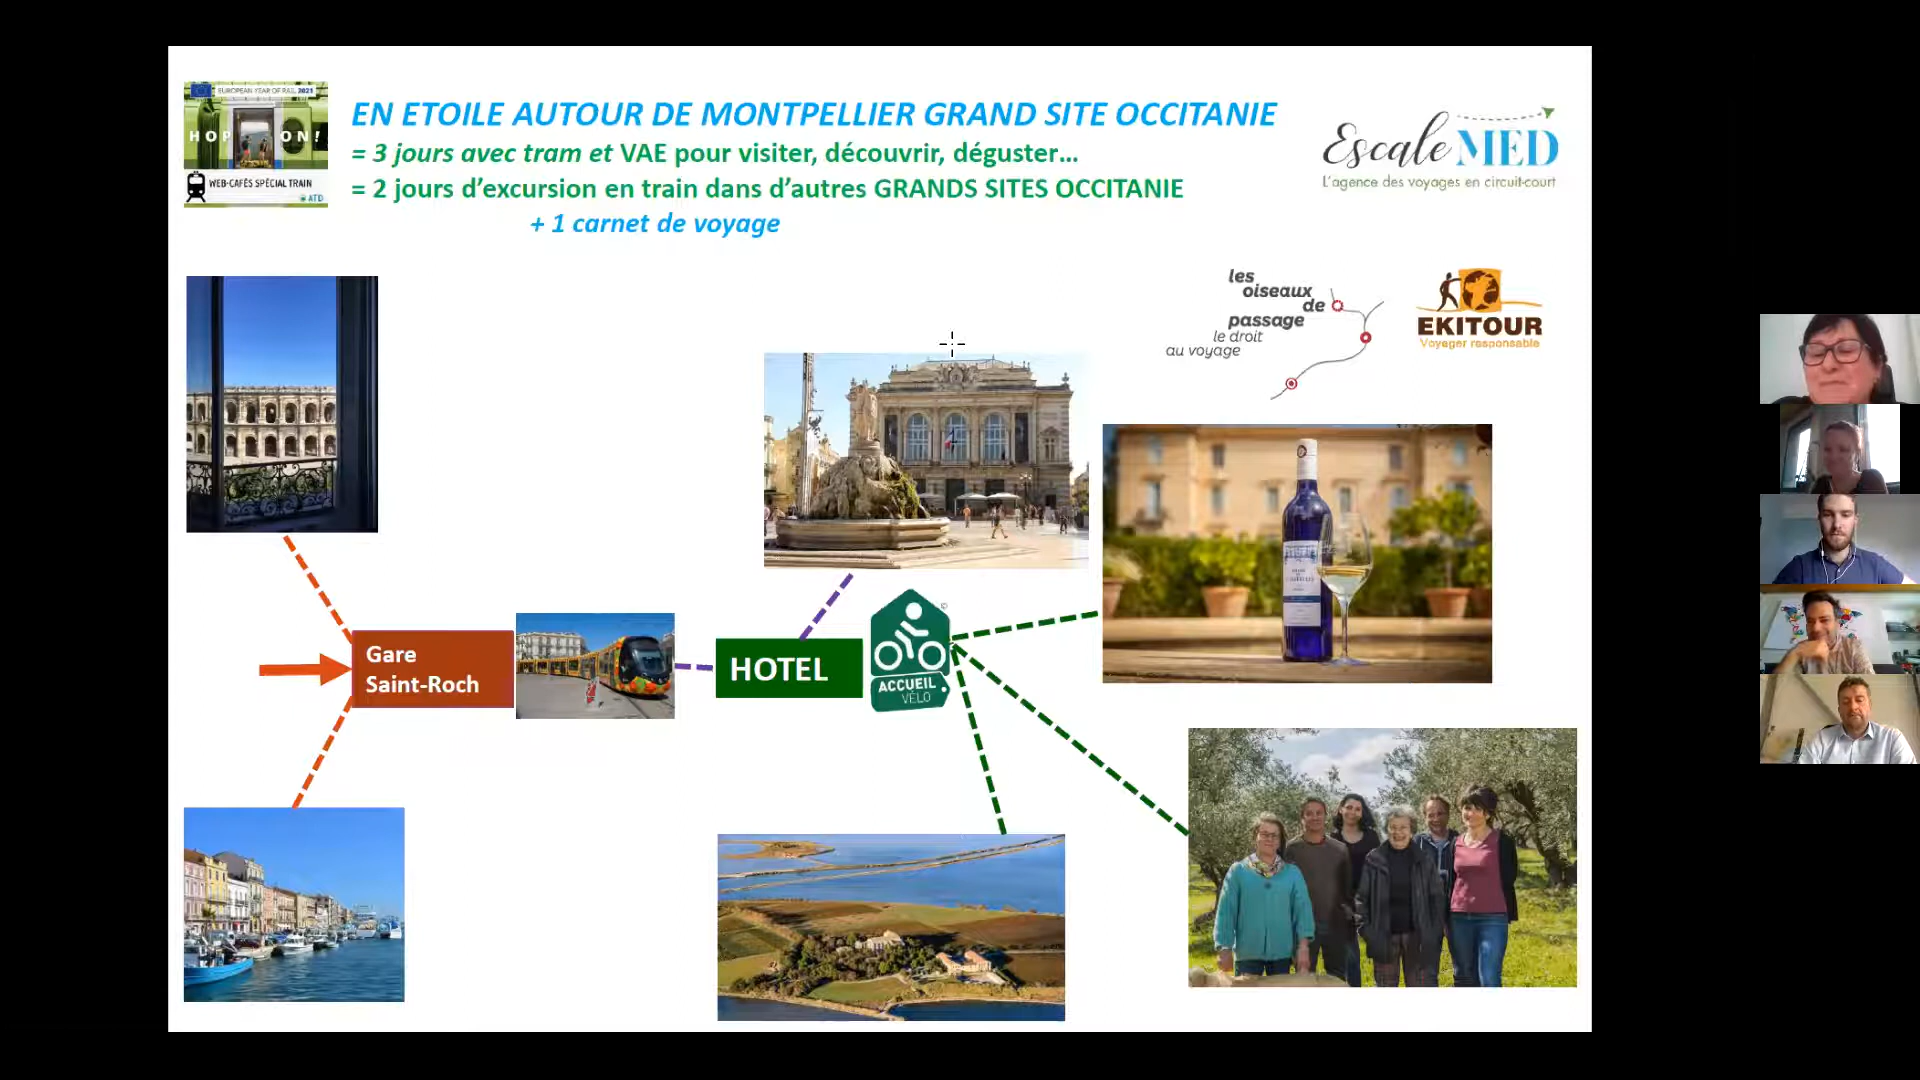 EUROPEAN YEAR OF RAIL 2021
HOP ON!
WEB-CAFÉS SPÉCIAL TRAIN
ATD
EN ETOILE AUTOUR DE MONTPELLIER GRAND SITE OCCITANIE
= 3 jours avec tram et VAE pour visiter, découvrir, déguster...
= 2 jours d’excursion en train dans d’autres GRANDS SITES OCCITANIE
+ 1 carnet de voyage
Escale MED
L'agence des voyages en circuit-court
les
oiseaux
de
passage
le droit
au voyage
EKITOUR
Voyager responsable
Gare
Saint-Roch
HOTEL
©
ACCUEIL
VÉLO